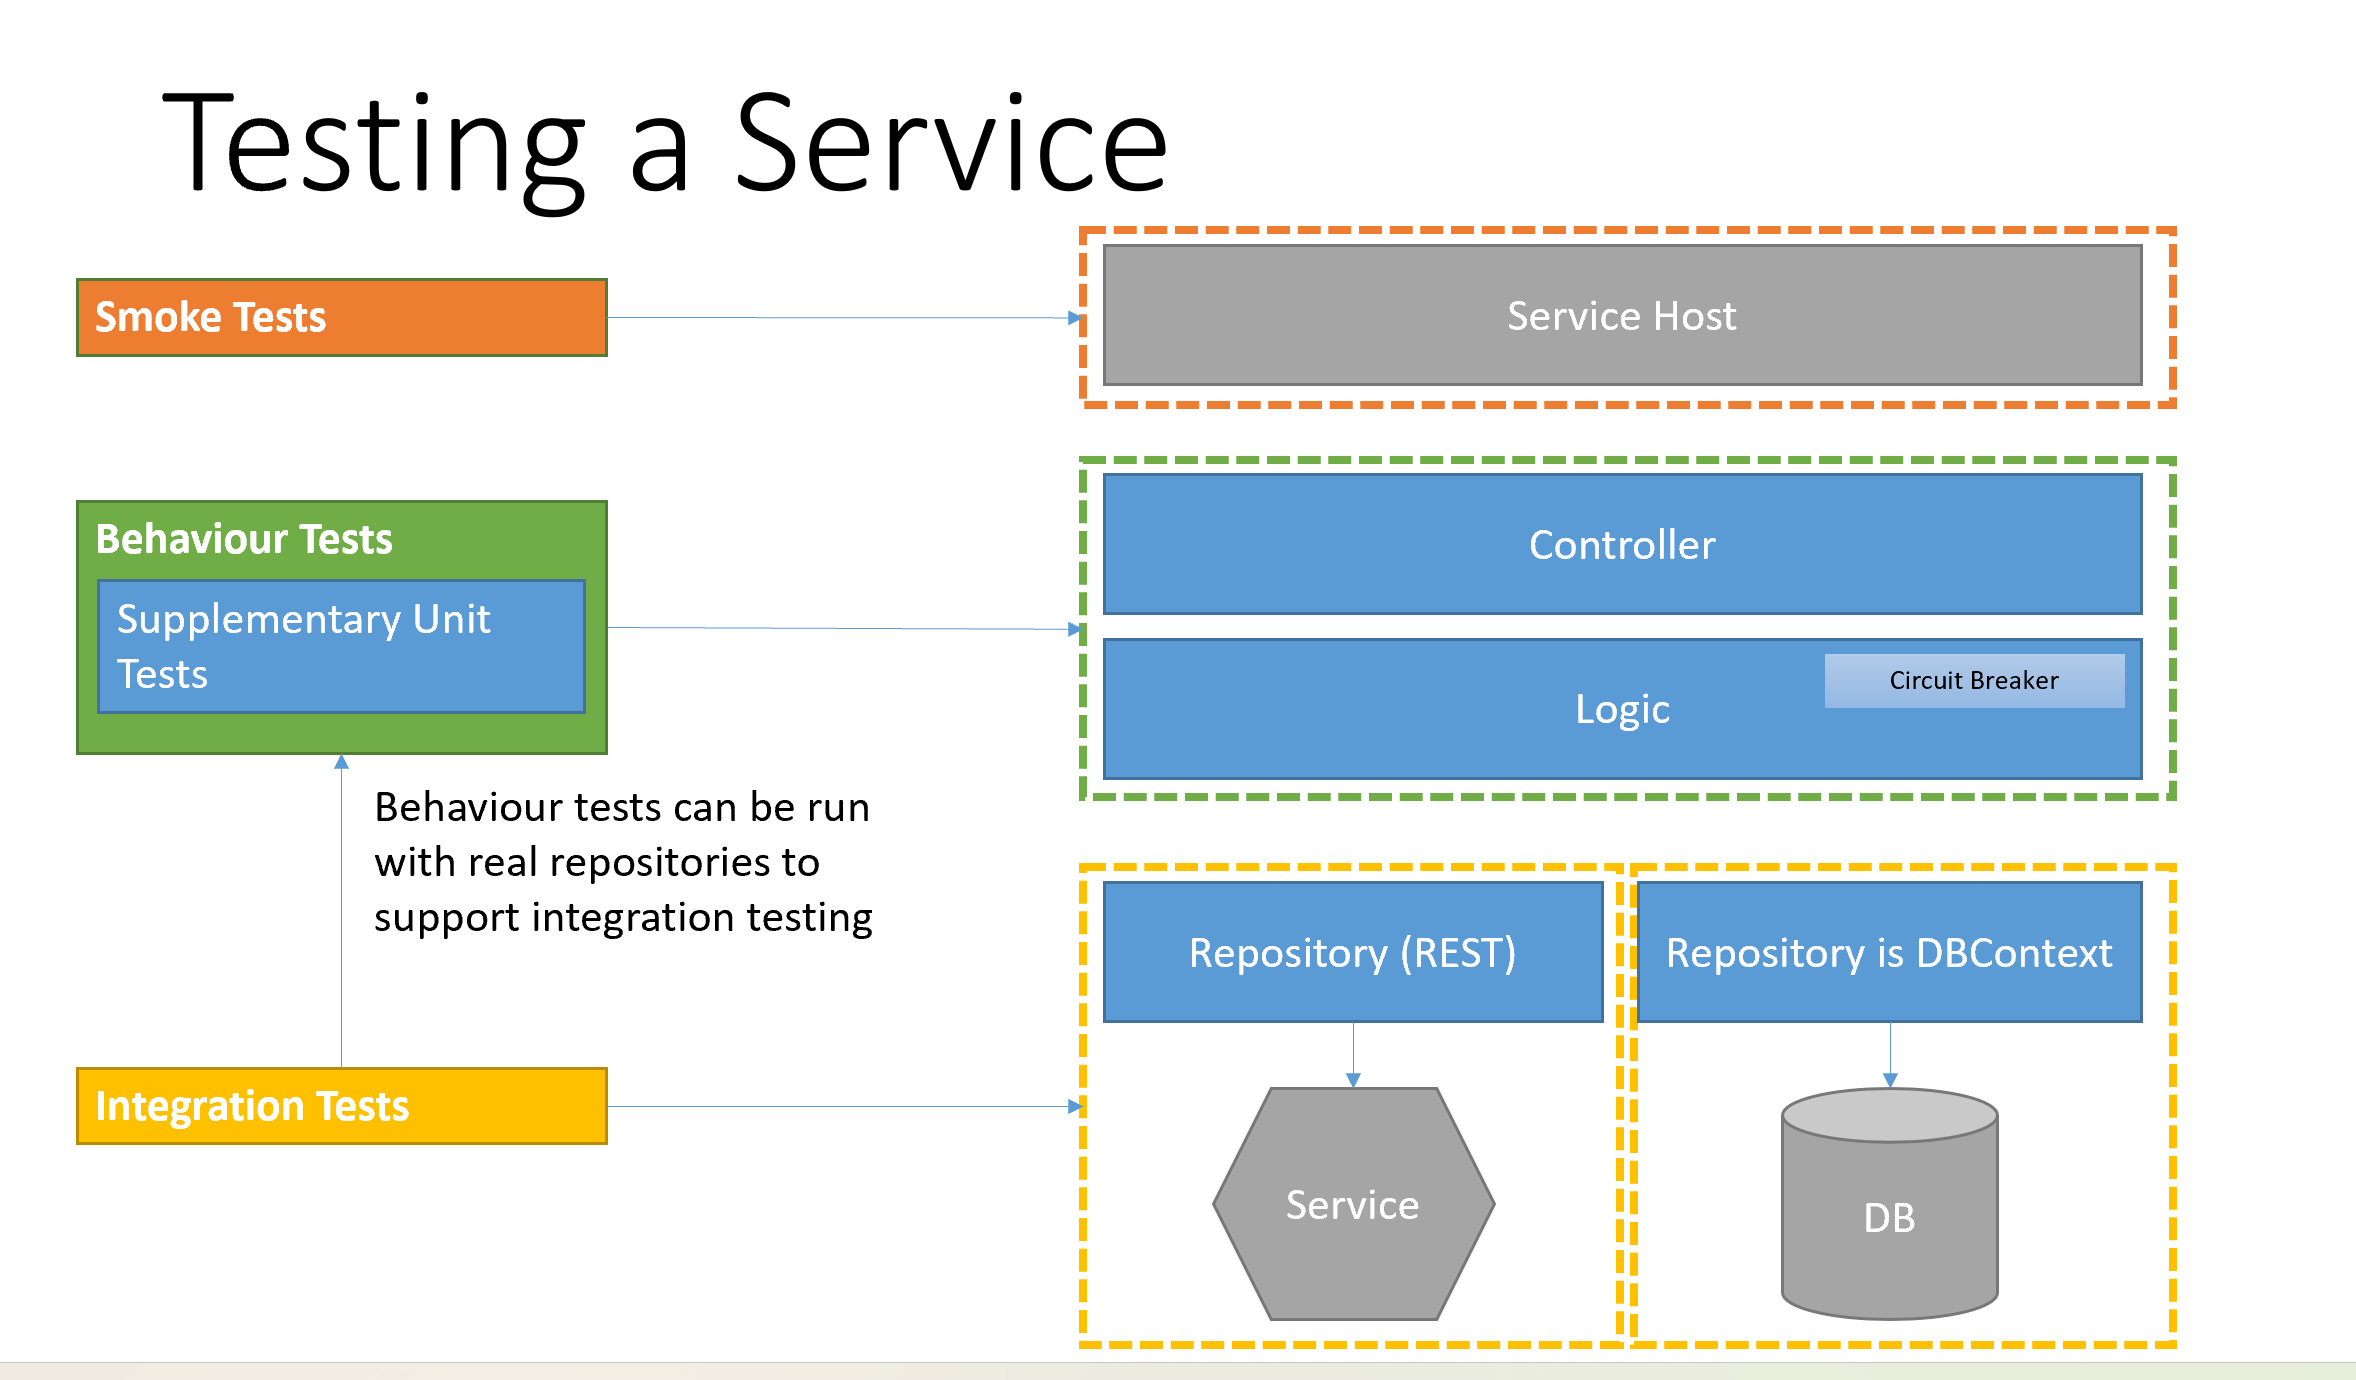 Testing a Service
Smoke Tests
Service Host
Behaviour Tests
Supplementary Unit
Tests
Controller
Logic
Circuit Breaker
Behaviour tests can be run
with real repositories to
support integration testing
Integration Tests
Repository (REST)
Repository is DBContext
Service
DB